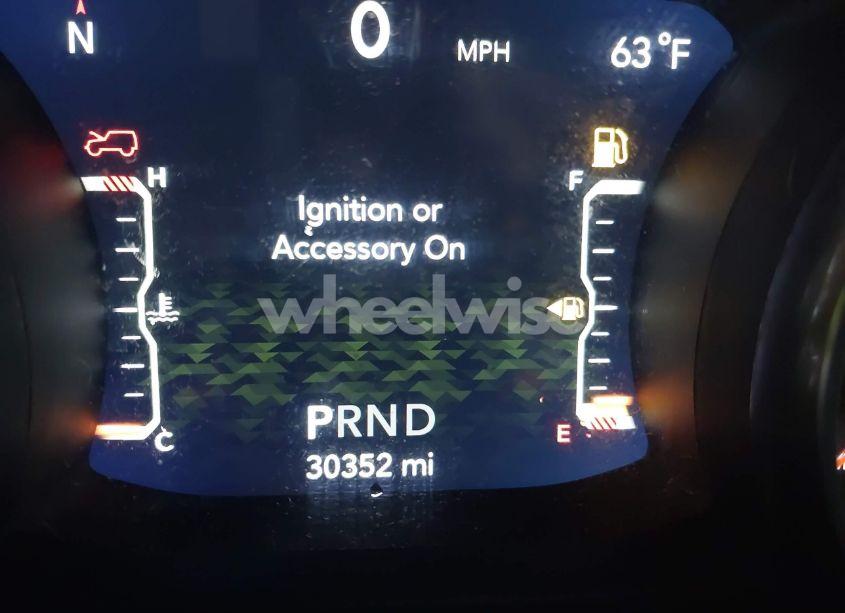 N
0
MPH
63°F
H
F
Ignition or
Accessory On
wheelwise
PRND
C
E
30352 mi